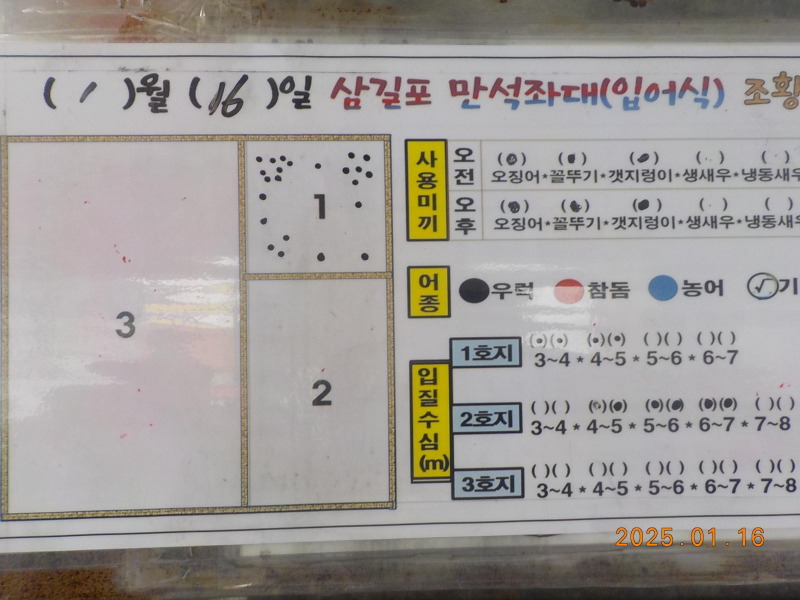 ( 1 )월 ( 16 )일 삼길포 만석좌대(입어식) 조황
사용미끼
오전
( ) ( ) ( ) ( ) ( )
오징어*꼴뚜기*갯지렁이*생새우*냉동새우
오후
( ) ( ) ( ) ( ) ( )
오징어*꼴뚜기*갯지렁이*생새우*냉동새우
어종
우럭 참돔 농어 ✓기
1
2
3
입질수심(m)
1호지
( )( ) ( )( ) ( )( ) ( )( )
3~4 * 4~5 * 5~6 * 6~7
2호지
( )( ) ( )( ) ( )( ) ( )( ) ( )( )
3~4 * 4~5 * 5~6 * 6~7 * 7~8
3호지
( )( ) ( )( ) ( )( ) ( )( ) ( )( )
3~4 * 4~5 * 5~6 * 6~7 * 7~8
2025.01.16